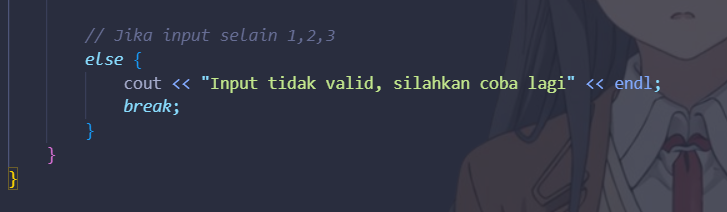 // Jika input selain 1,2,3
else {
cout << "Input tidak valid, silahkan coba lagi" << endl;
break;
}
}
}